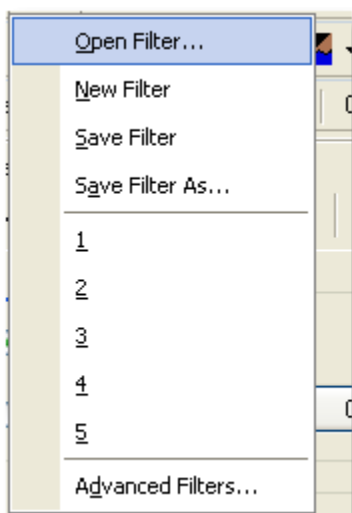 Open Filter...
New Filter
Save Filter
Save Filter As...
1
2
3
4
5
Advanced Filters...